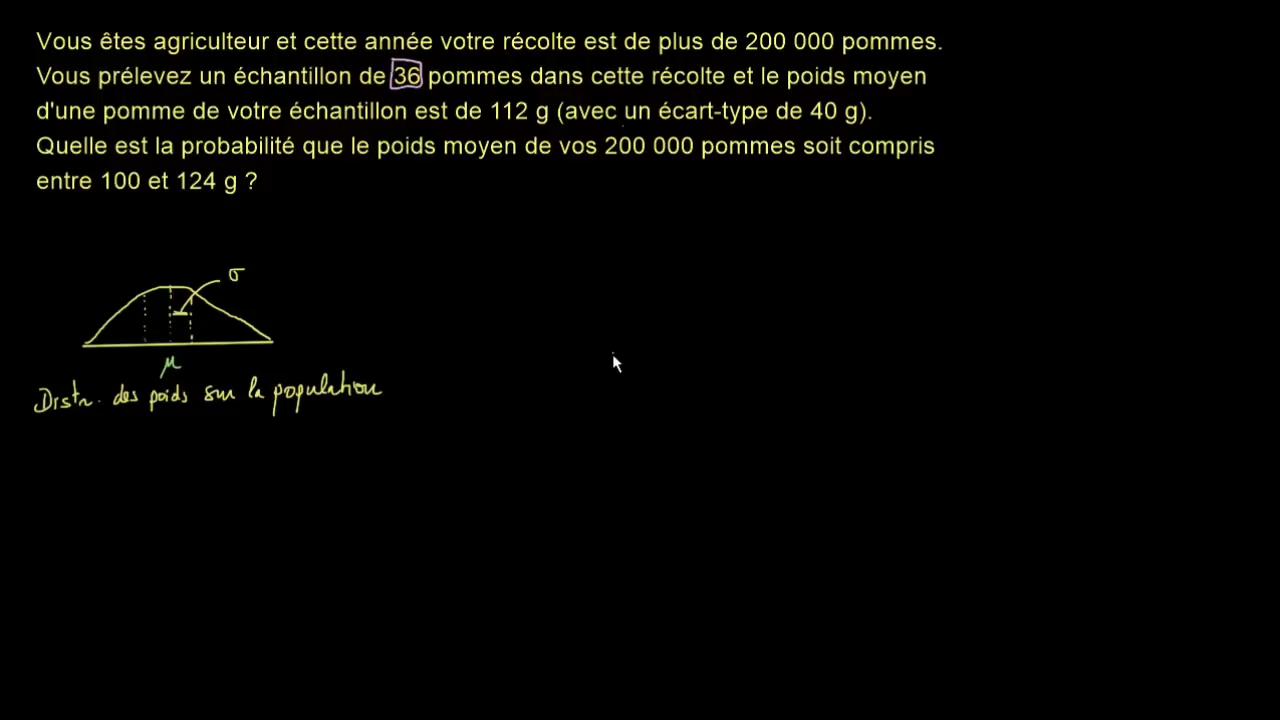 Vous êtes agriculteur et cette année votre récolte est de plus de 200 000 pommes.
Vous prélevez un échantillon de 36 pommes dans cette récolte et le poids moyen
d'une pomme de votre échantillon est de 112 g (avec un écart-type de 40 g).
Quelle est la probabilité que le poids moyen de vos 200 000 pommes soit compris
entre 100 et 124 g ?
σ
μ
Distr. des poids sur la population